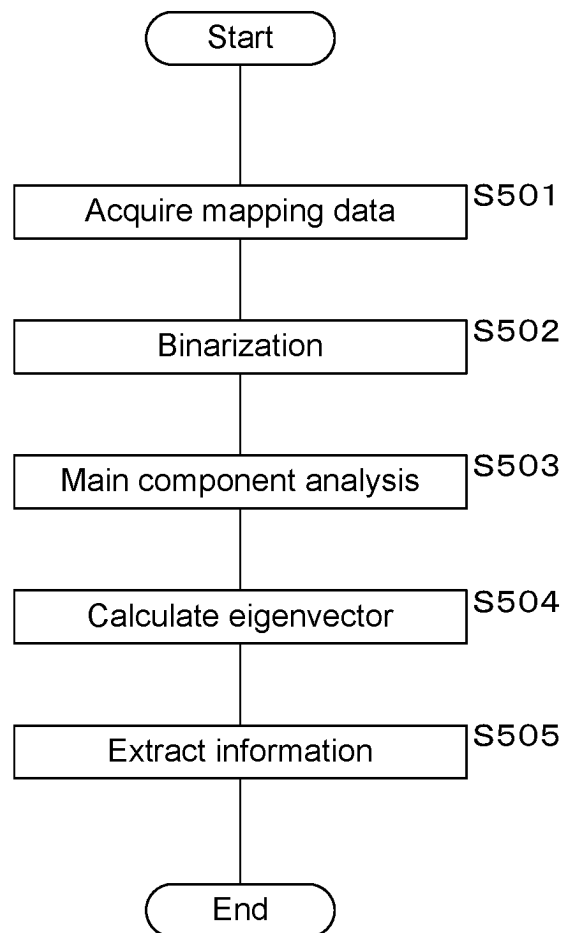 Start
Acquire mapping data
S501
Binarization
S502
Main component analysis
S503
Calculate eigenvector
S504
Extract information
S505
End